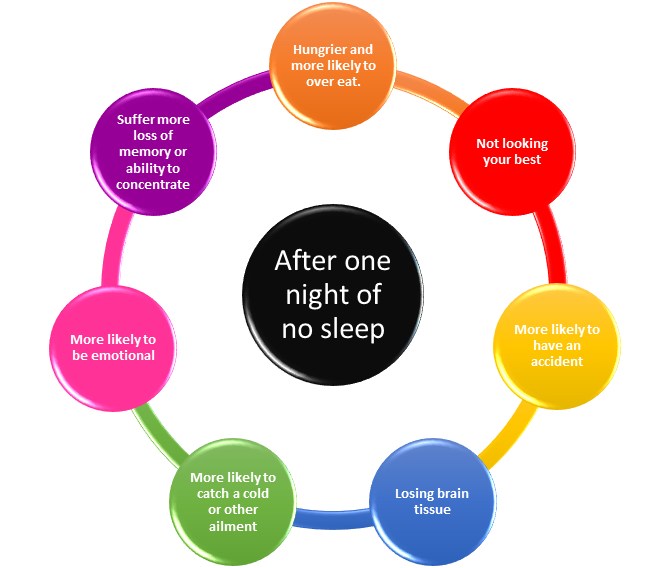 Hungrier and
more likely to
over eat.
Not looking
your best
More likely to
have an
accident
Losing brain
tissue
More likely to
catch a cold
or other
ailment
More likely to
be emotional
Suffer more
loss of
memory or
ability to
concentrate
After one
night of
no sleep